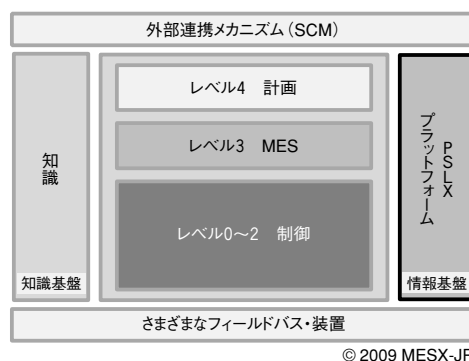 外部連携メカニズム（SCM）
レベル4　計画
レベル3　MES
レベル0～2　制御
知識
知識基盤
PSLX
プラットフォーム
情報基盤
さまざまなフィールドバス・装置
© 2009 MESX-JP